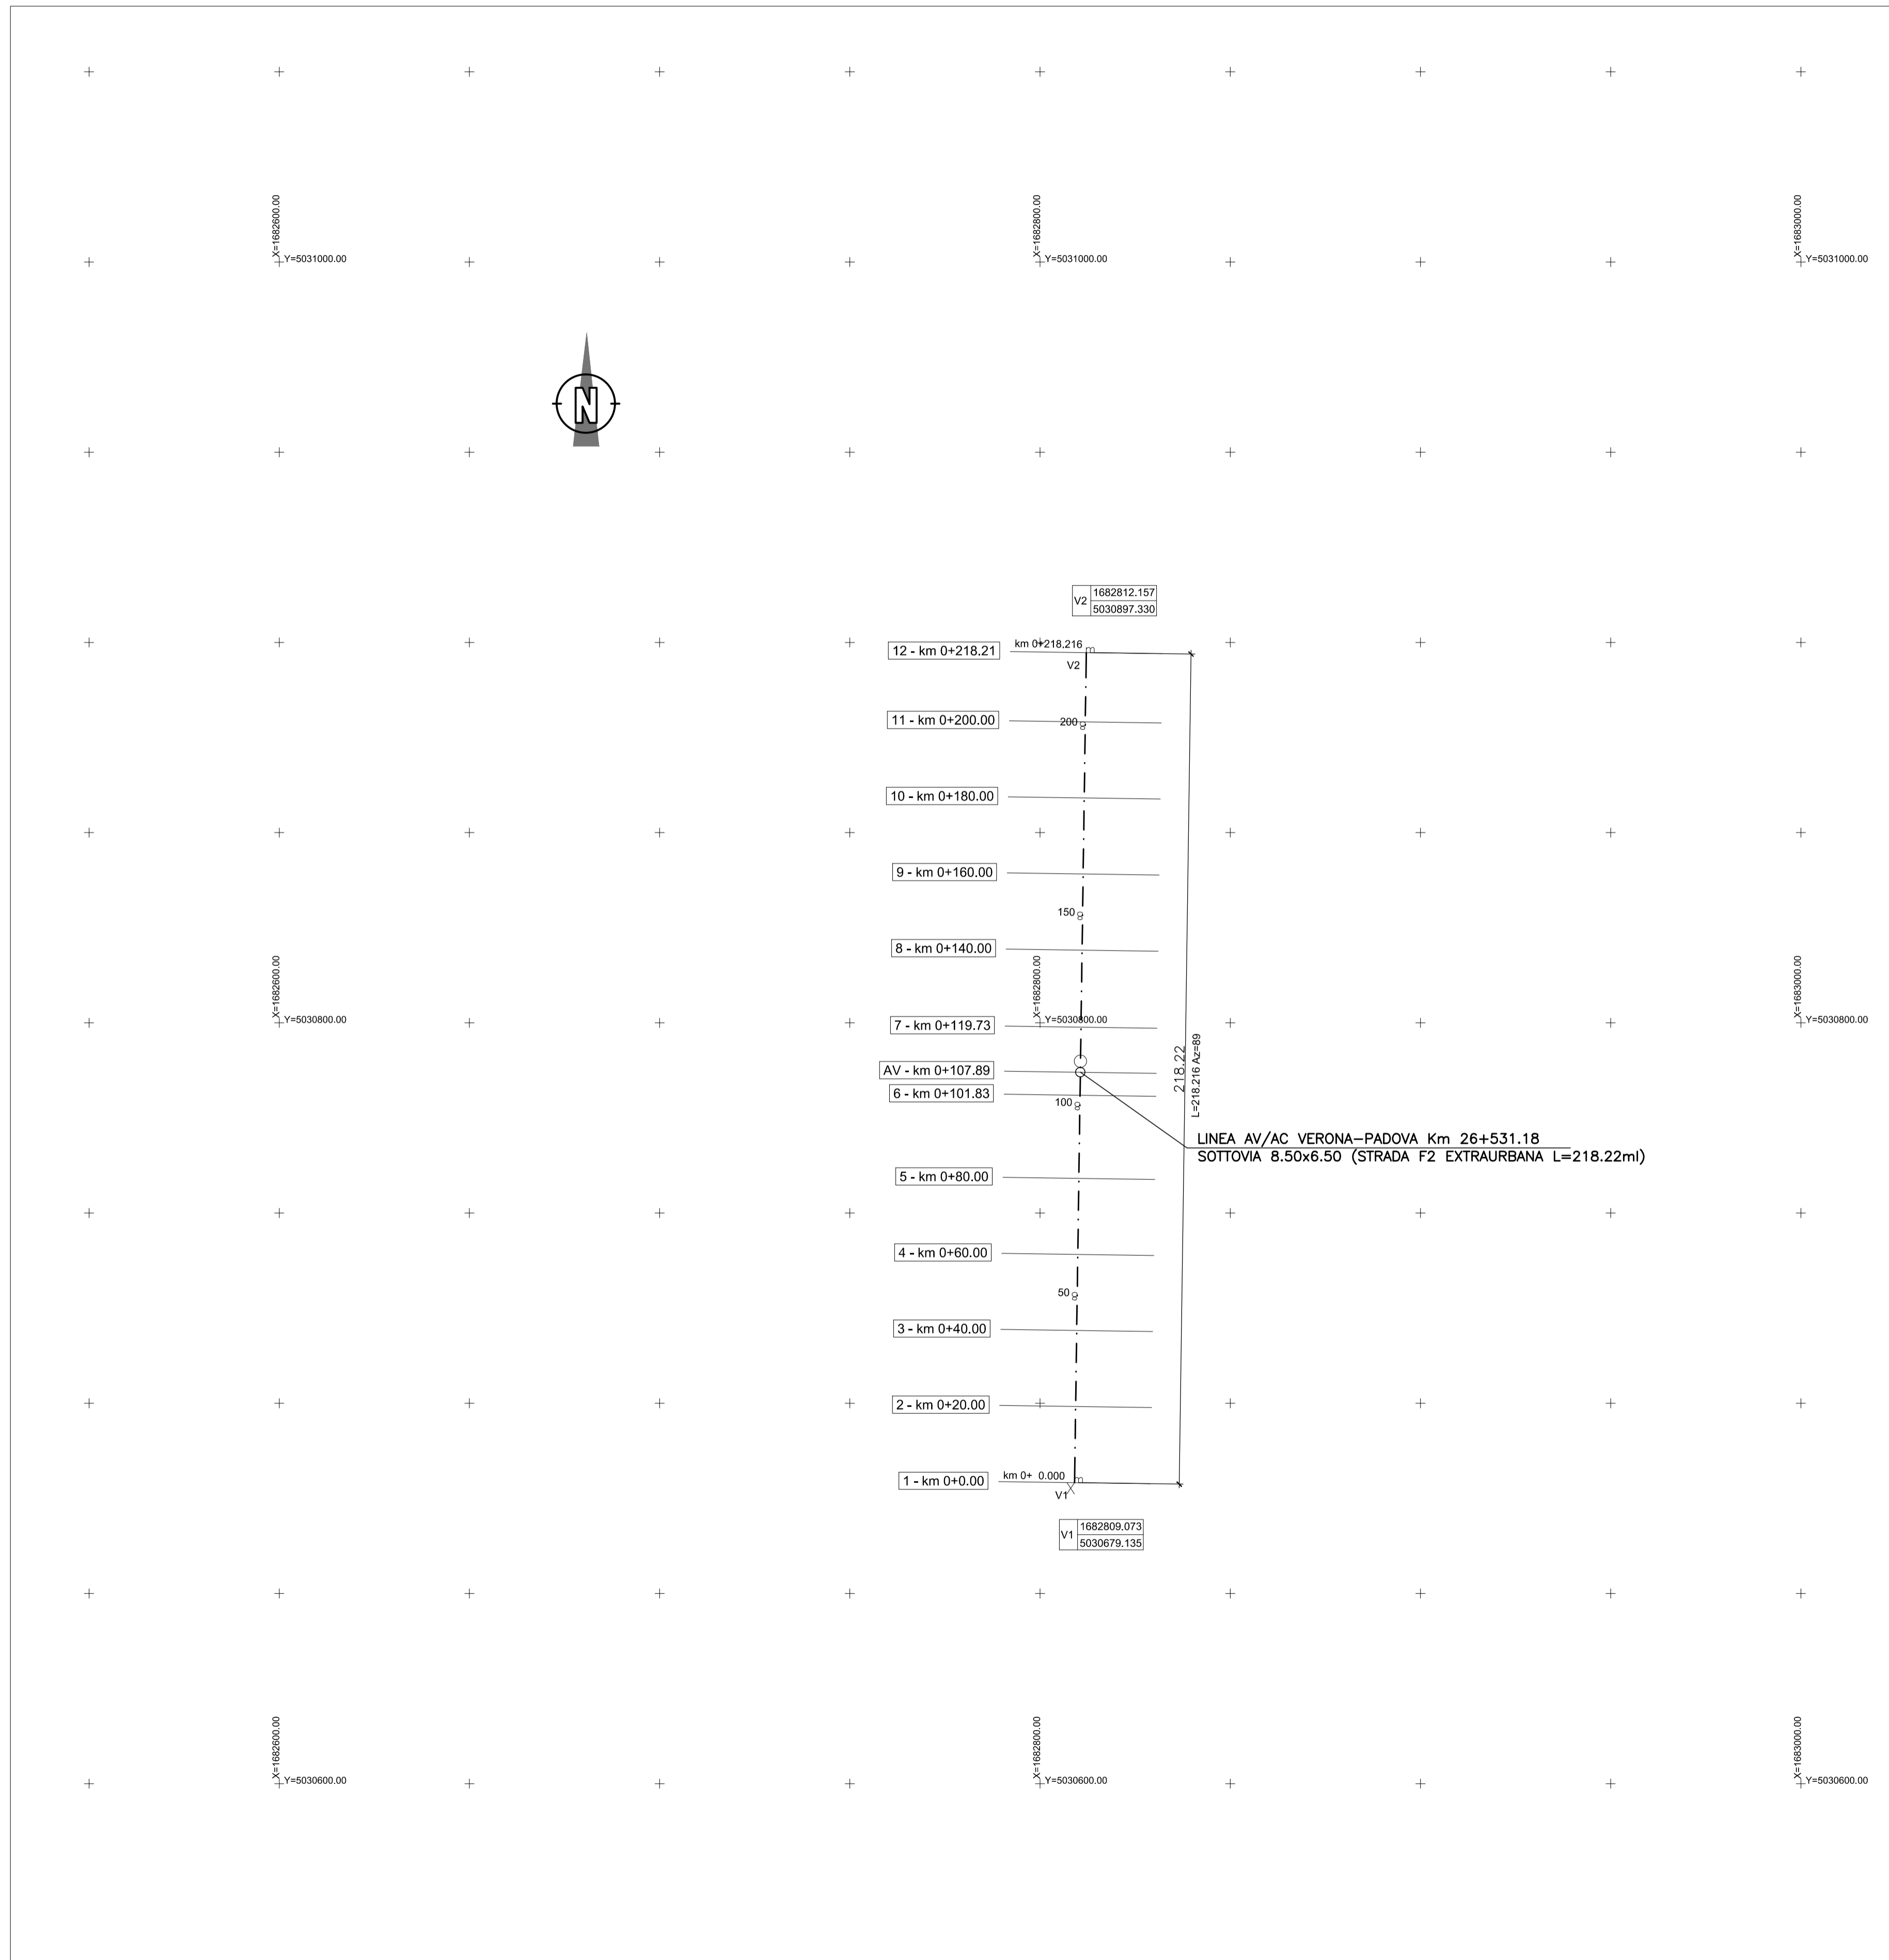 X=1682600.00
Y=5031000.00
X=1682800.00
Y=5031000.00
X=1683000.00
Y=5031000.00
N
V2
1682812.157
5030897.330
12 - km 0+218.21
km 0+218.216
V2
11 - km 0+200.00
200
10 - km 0+180.00
9 - km 0+160.00
150
8 - km 0+140.00
X=1682600.00
Y=5030800.00
X=1682800.00
Y=5030800.00
X=1683000.00
Y=5030800.00
7 - km 0+119.73
AV - km 0+107.89
6 - km 0+101.83
100
218.22
L=218.216 Az=89
LINEA AV/AC VERONA-PADOVA Km 26+531.18
SOTTOVIA 8.50x6.50 (STRADA F2 EXTRAURBANA L=218.22ml)
5 - km 0+80.00
4 - km 0+60.00
50
3 - km 0+40.00
2 - km 0+20.00
1 - km 0+0.00
km 0+ 0.000
V1
V1
1682809.073
5030679.135
X=1682600.00
Y=5030600.00
X=1682800.00
Y=5030600.00
X=1683000.00
Y=5030600.00